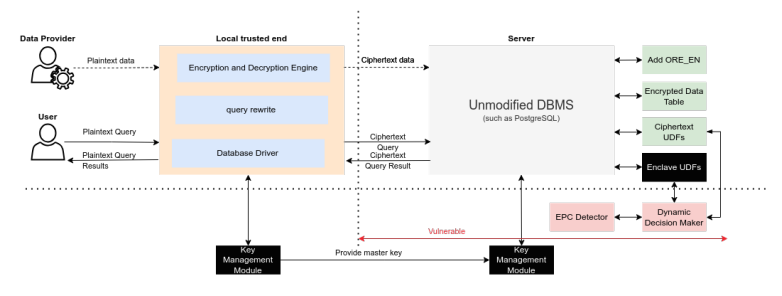 Data Provider
Local trusted end
Server
Plaintext data
Encryption and Decryption Engine
Ciphertext data
Add ORE_EN
query rewrite
Unmodified DBMS
(such as PostgreSQL)
Encrypted Data
Table
User
Plaintext Query
Ciphertext
Query
Ciphertext
UDFs
Plaintext Query
Results
Database Driver
Ciphertext
Query Result
Enclave UDFs
EPC Detector
Dynamic
Decision Maker
Vulnerable
Key
Management
Module
Provide master key
Key
Management
Module